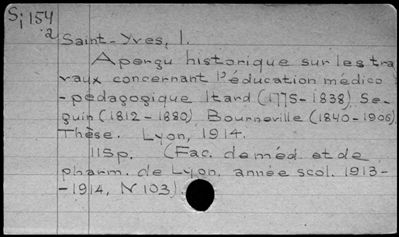 S; 154
2
Saint-Yves, I.
Aperçu historique sur les tra
vaux concernant l'éducation médico
-pédagogique Itard (1775-1838) Se-
guin (1812-1880) Bourneville (1840-1906)
Thèse. Lyon, 1914.
115p. (Fac. de méd. et de
pharm. de Lyon, année scol. 1913-
-1914, N 103)